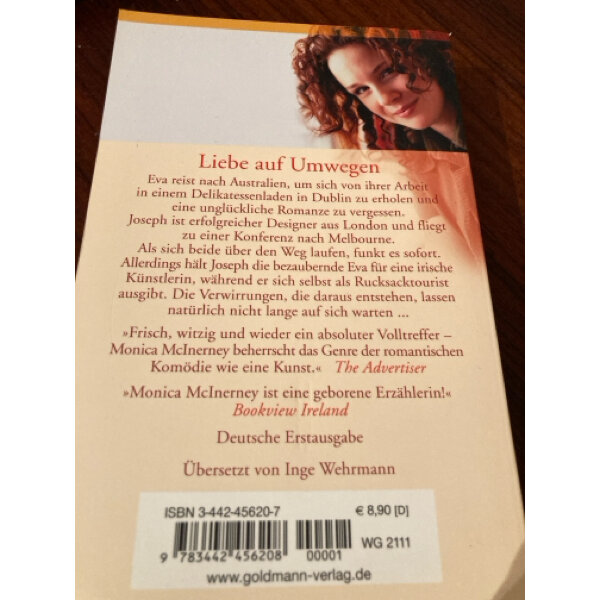 Liebe auf Umwegen
Eva reist nach Australien, um sich von ihrer Arbeit
in einem Delikatessenladen in Dublin zu erholen und
eine unglückliche Romanze zu vergessen.
Joseph ist erfolgreicher Designer aus London und fliegt
zu einer Konferenz nach Melbourne.
Als sich beide über den Weg laufen, funkt es sofort.
Allerdings hält Joseph die bezaubernde Eva für eine irische
Künstlerin, während er sich selbst als Rucksacktourist
ausgibt. Die Verwirrungen, die daraus entstehen, lassen
natürlich nicht lange auf sich warten ...
»Frisch, witzig und wieder ein absoluter Volltreffer –
Monica McInerney beherrscht das Genre der romantischen
Komödie wie eine Kunst.« The Advertiser
»Monica McInerney ist eine geborene Erzählerin!«
Bookview Ireland
Deutsche Erstausgabe
Übersetzt von Inge Wehrmann
ISBN 3-442-45620-7 € 8,90 [D]
9 783442 456208 00001 WG 2111
www.goldmann-verlag.de